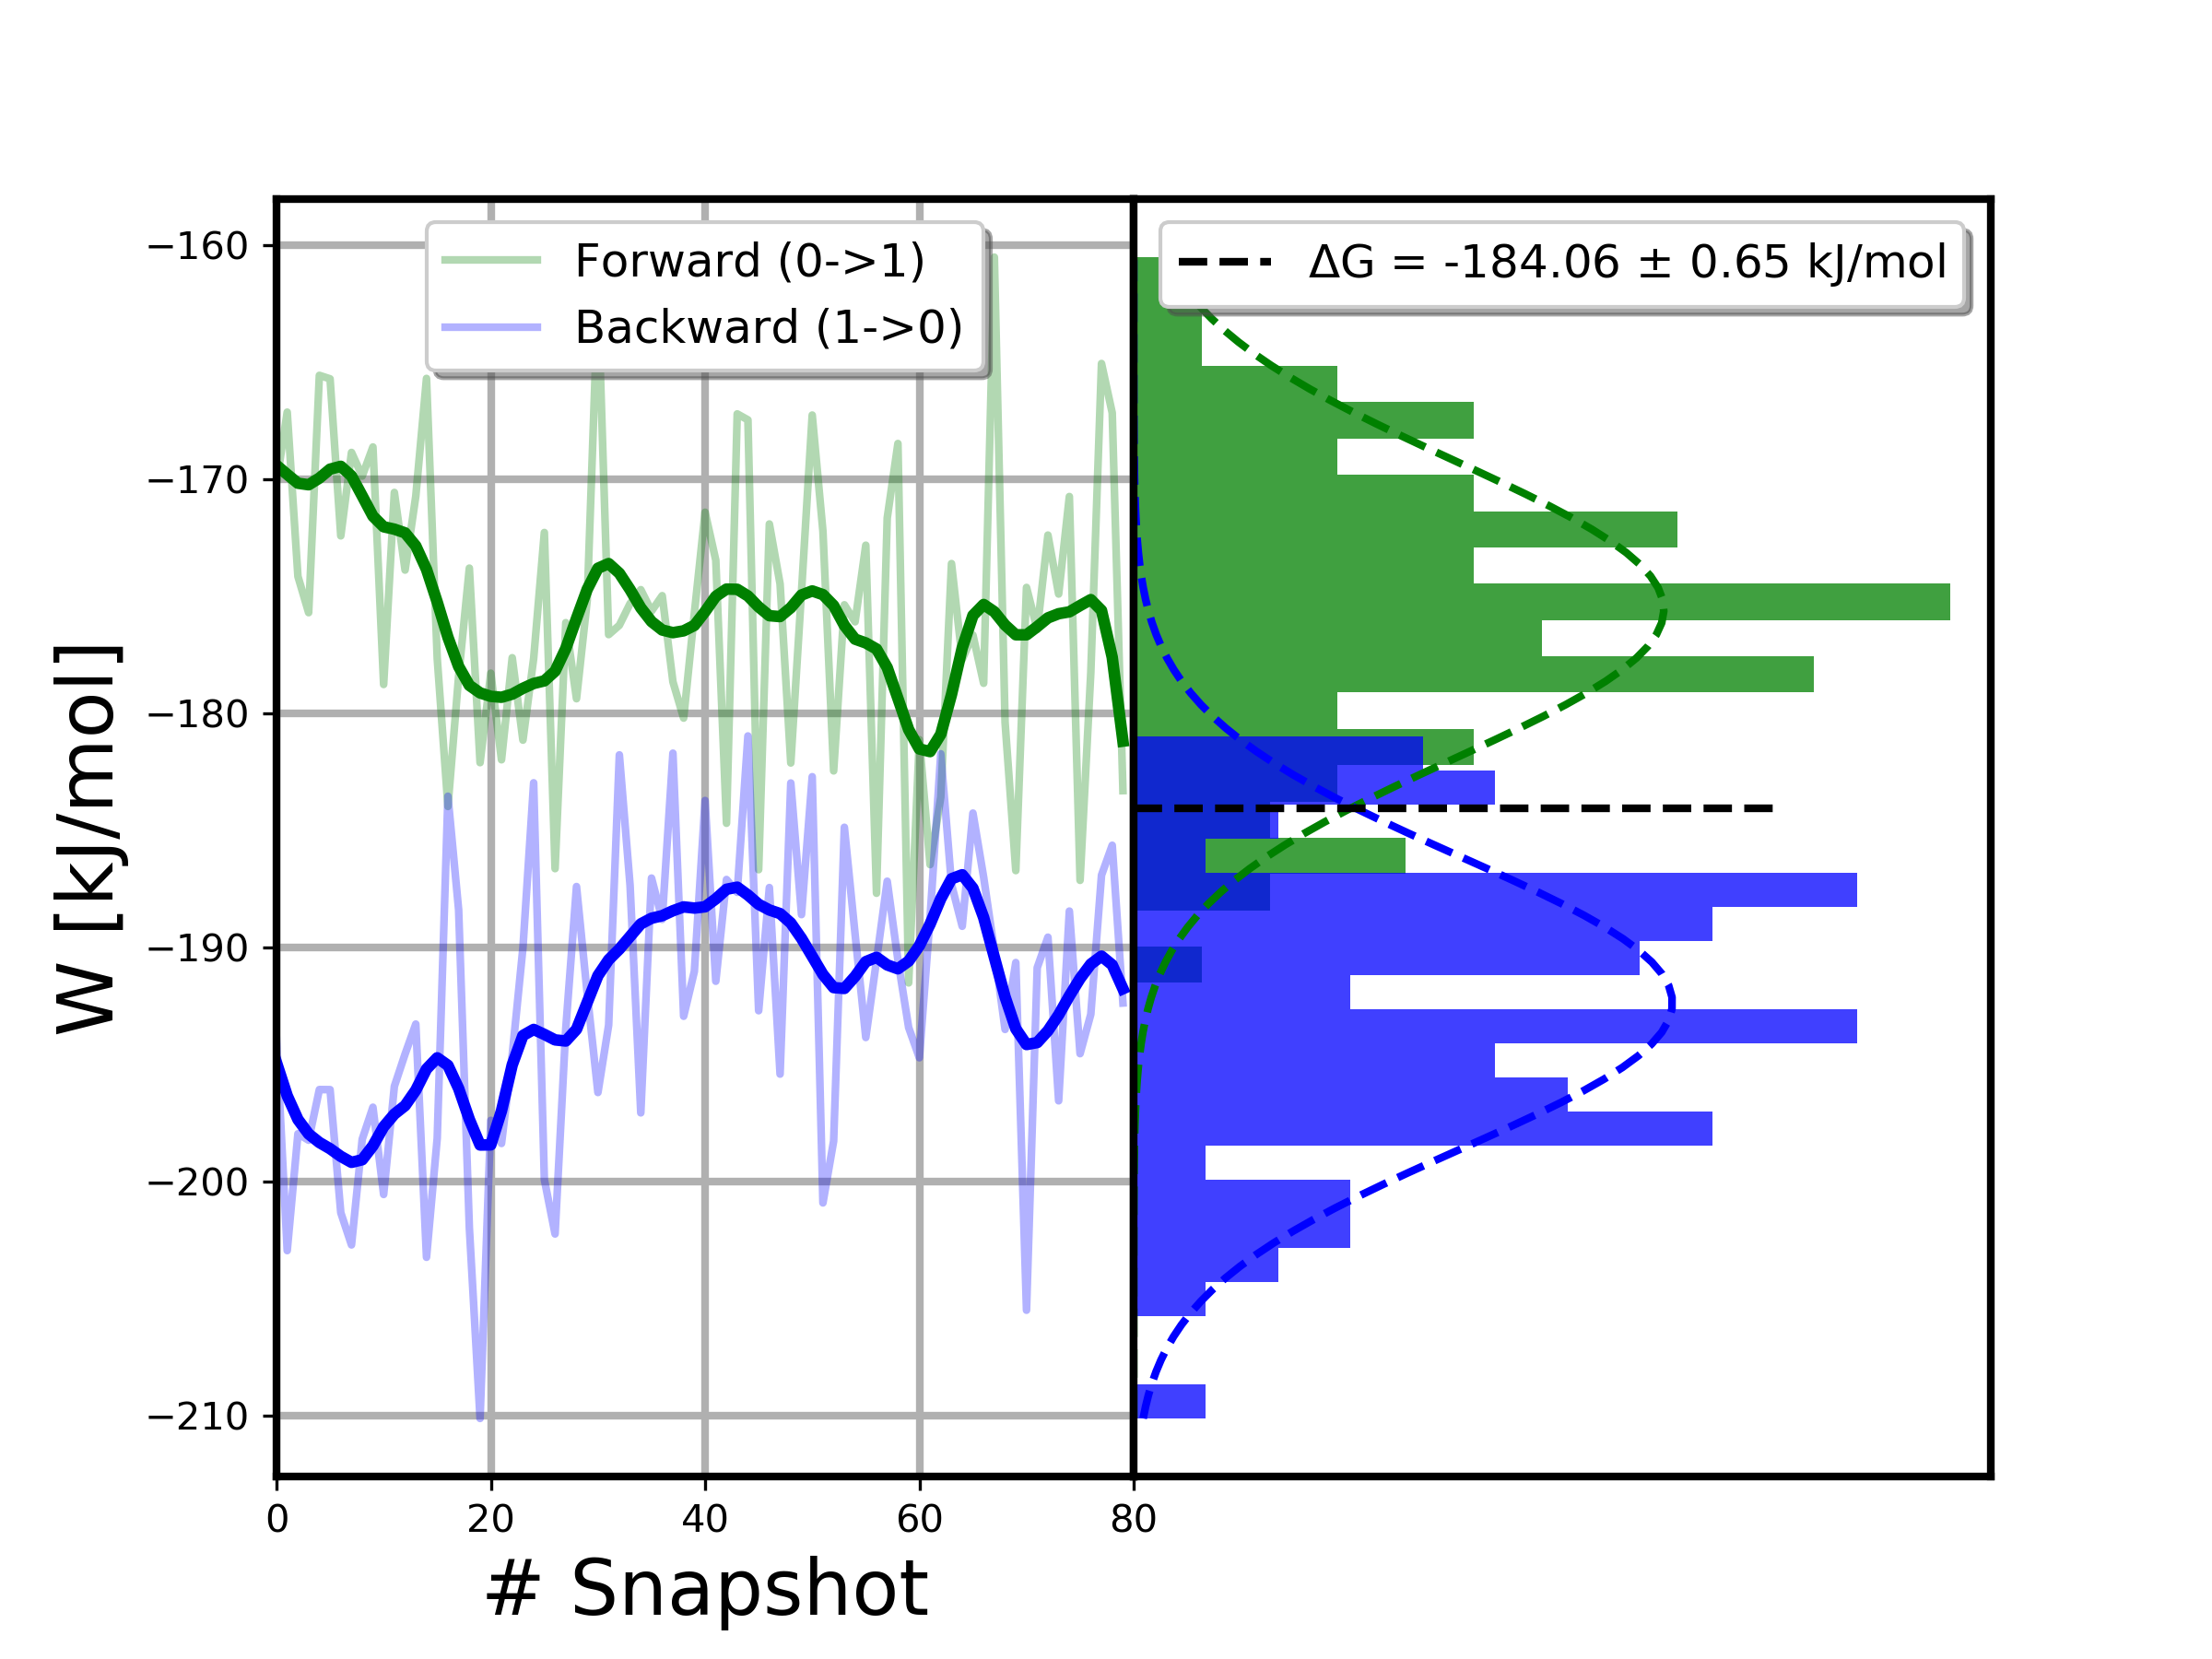 Forward (0->1)
Backward (1->0)
ΔG = -184.06 ± 0.65 kJ/mol
W [kJ/mol]
−160
−170
−180
−190
−200
−210
0 20 40 60 80
# Snapshot